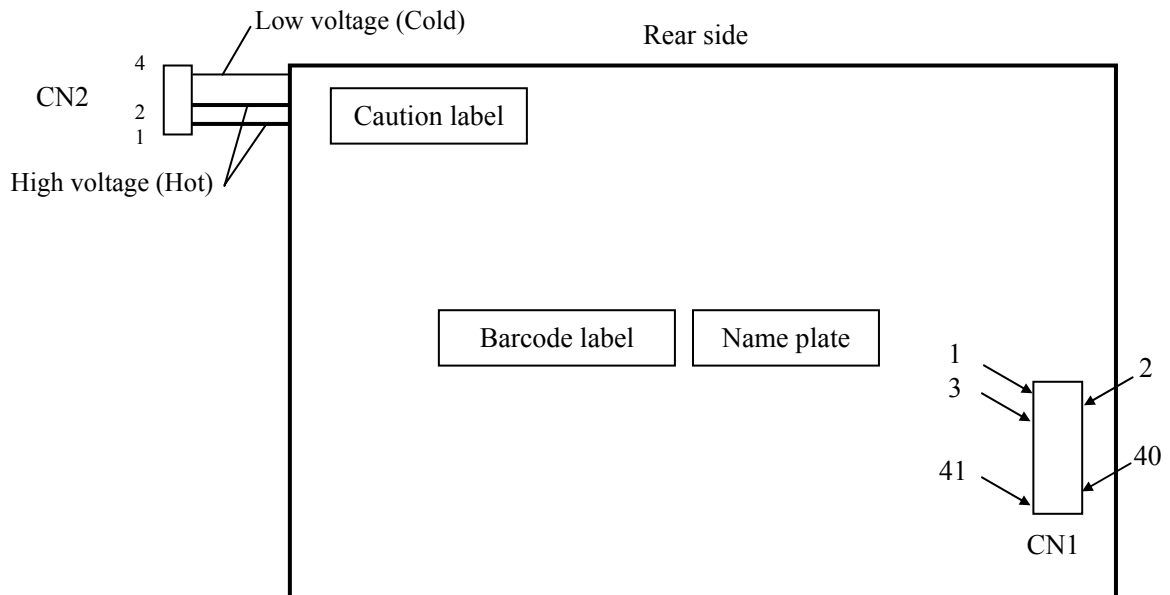 Low voltage (Cold)
Rear side
4
CN2
2
1
Caution label
High voltage (Hot)
Barcode label
Name plate
1
2
3
41
40
CN1